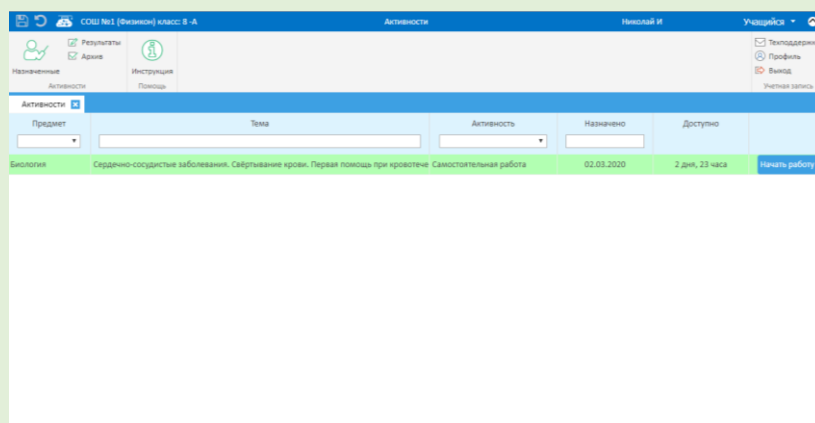 СОШ №1 (Физикон) класс: 8 -А Активности Николай И Учащийся
Результаты
Архив
Назначенные
Активности
Инструкция
Помощь
Техподдержк
Профиль
Выход
Учетная запись
Активности
Предмет Тема Активность Назначено Доступно
Биология Сердечно-сосудистые заболевания. Свёртывание крови. Первая помощь при кровотече Самостоятельная работа 02.03.2020 2 дня, 23 часа Начать работу